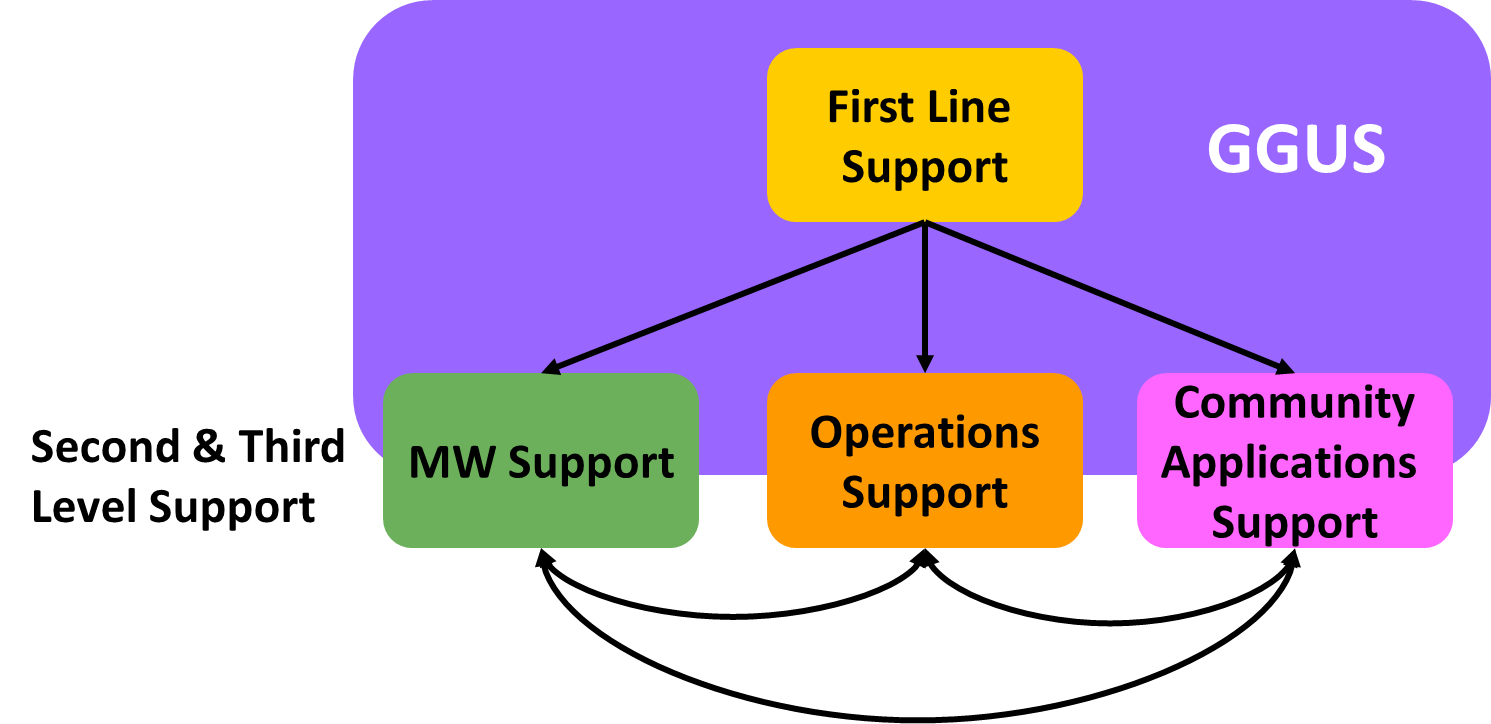 First Line
Support
GGUS
Second & Third
Level Support
MW Support
Operations
Support
Community
Applications
Support